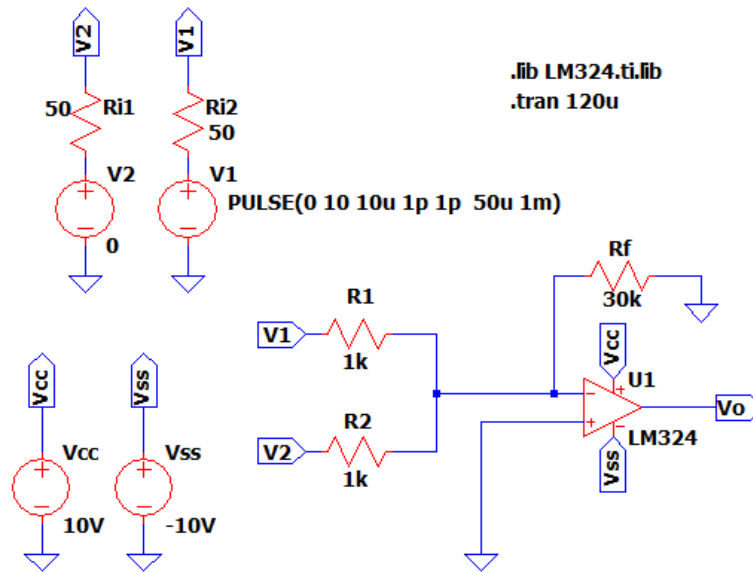 V2
V1
.lib LM324.ti.lib
.tran 120u
50
Ri1
Ri2
50
V2
V1
+
+
PULSE(0 10 10u 1p 1p  50u 1m)
−
−
0
Rf
30k
R1
V1
1k
Vcc
U1
+
−
Vo
+
−
LM324
Vss
R2
V2
1k
Vcc
Vss
Vcc
Vss
+
+
−
−
10V
-10V